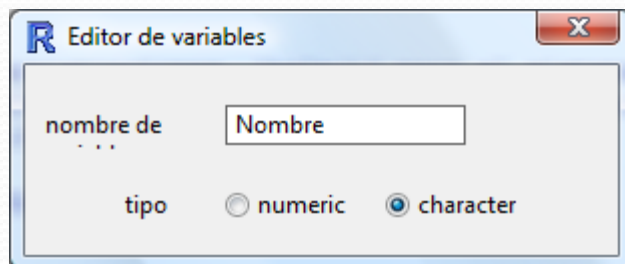 Editor de variables
nombre de
Nombre
tipo
numeric
character